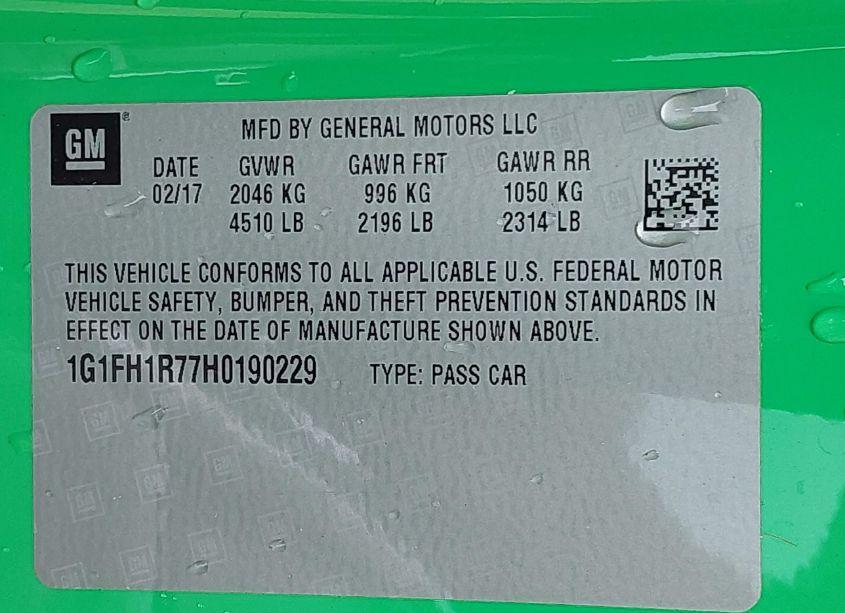 GM®
MFD BY GENERAL MOTORS LLC
DATE GVWR GAWR FRT GAWR RR
02/17 2046 KG 996 KG 1050 KG
4510 LB 2196 LB 2314 LB
THIS VEHICLE CONFORMS TO ALL APPLICABLE U.S. FEDERAL MOTOR
VEHICLE SAFETY, BUMPER, AND THEFT PREVENTION STANDARDS IN
EFFECT ON THE DATE OF MANUFACTURE SHOWN ABOVE.
1G1FH1R77H0190229 TYPE: PASS CAR